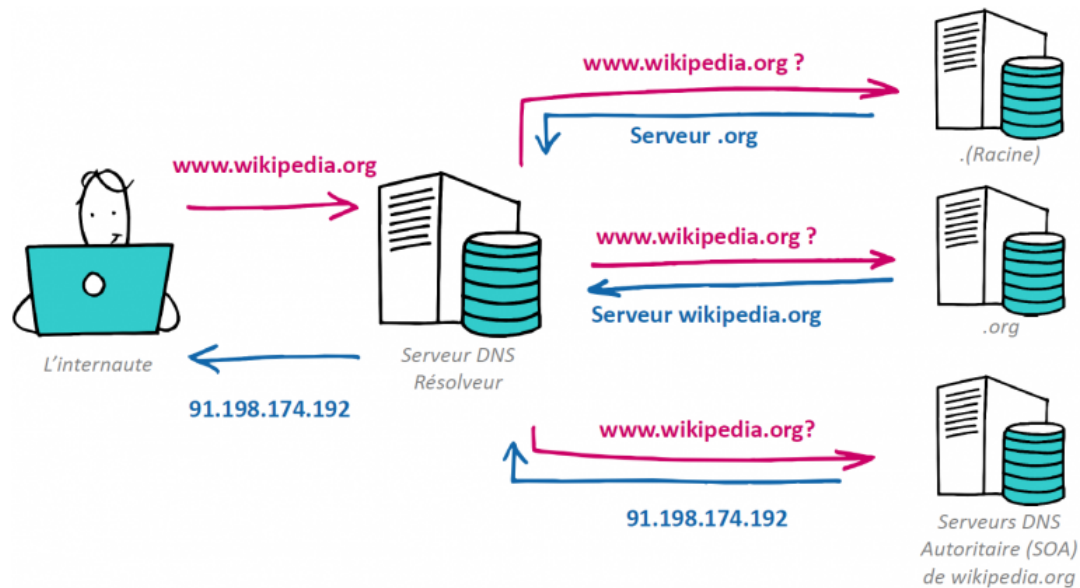 www.wikipedia.org ?
Serveur .org
.(Racine)
www.wikipedia.org
www.wikipedia.org ?
Serveur wikipedia.org
.org
L'internaute
Serveur DNS
Résolveur
91.198.174.192
www.wikipedia.org?
91.198.174.192
Serveurs DNS
Autoritaire (SOA)
de wikipedia.org